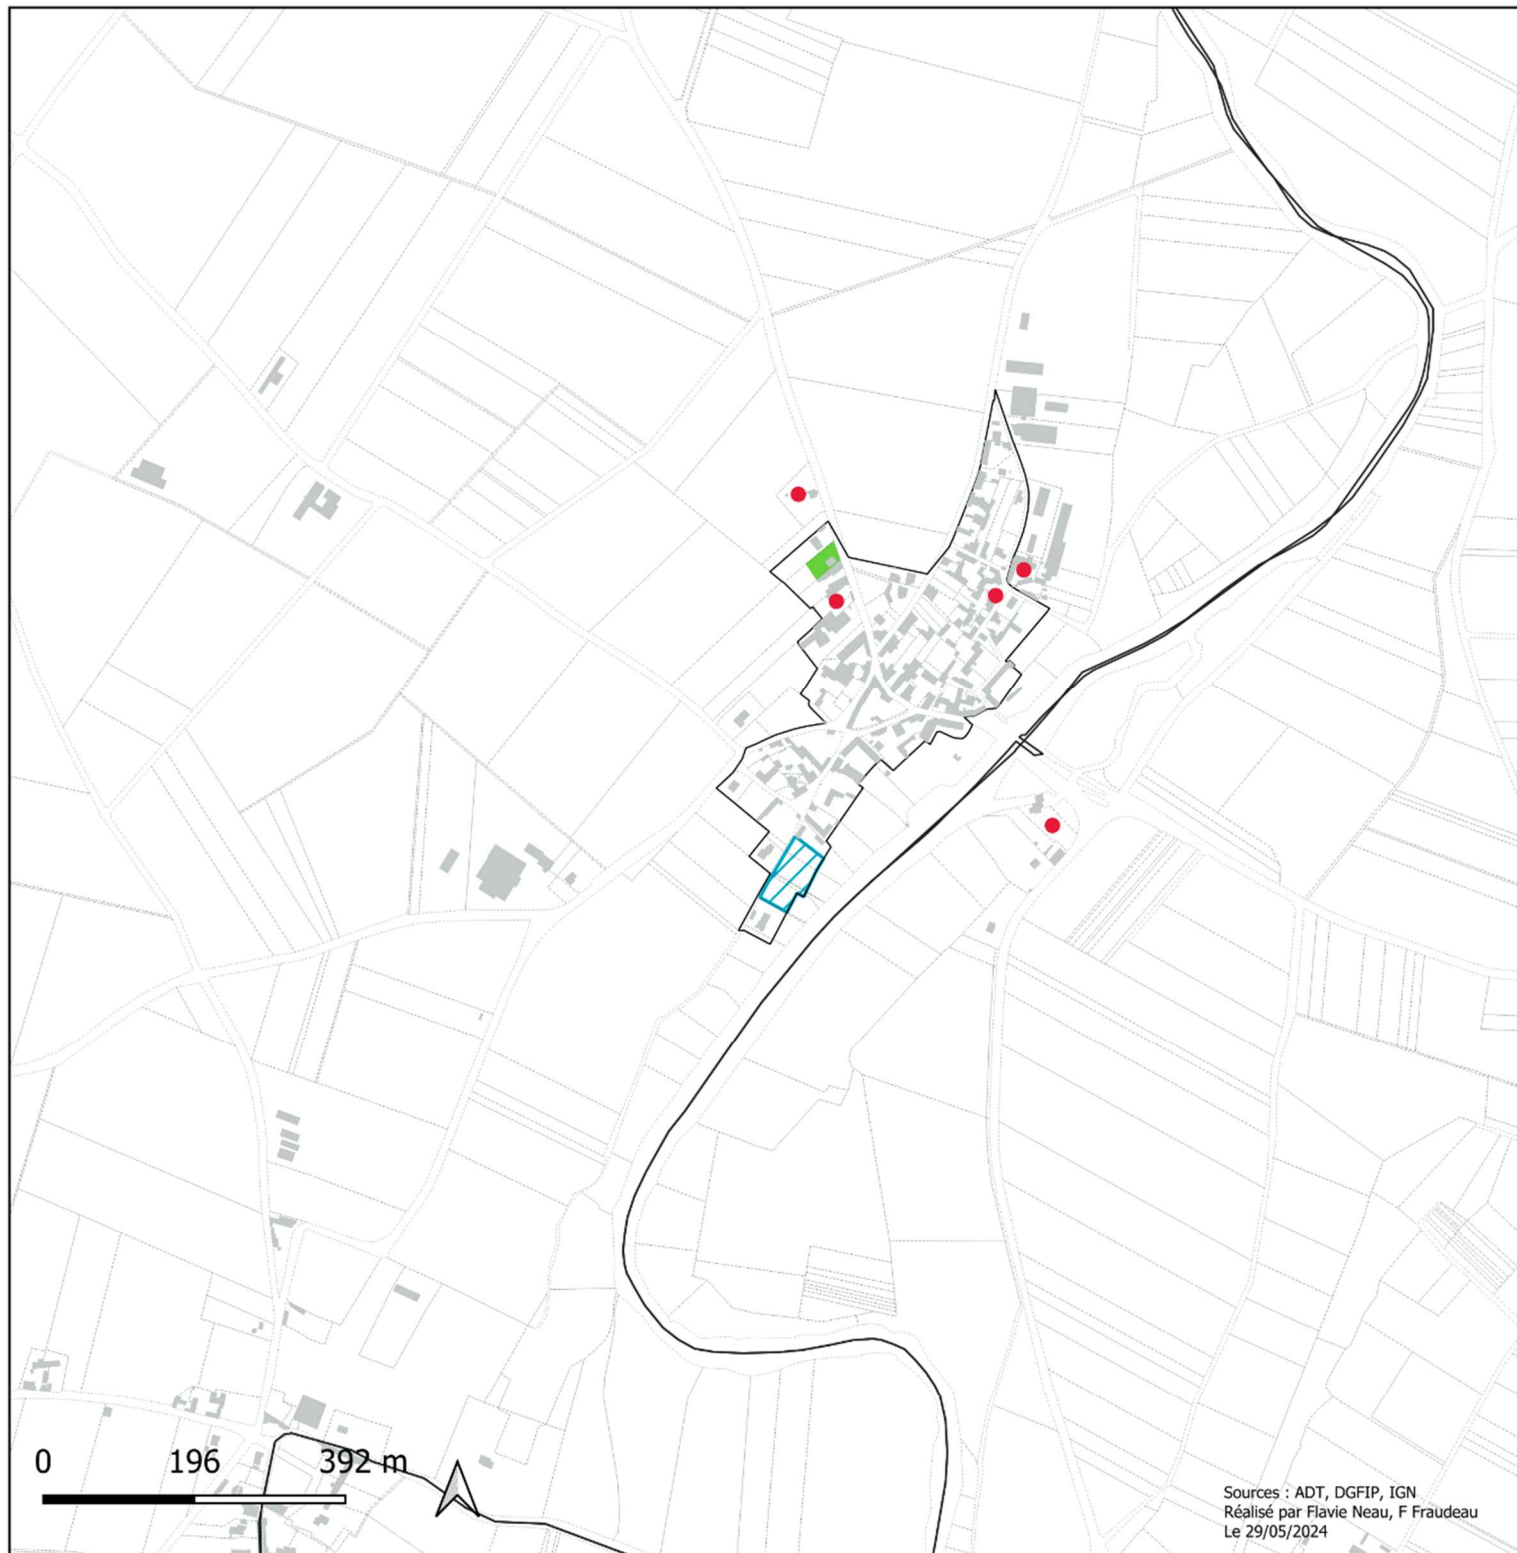 0 196 392 m
Sources : ADT, DGFIP, IGN
Réalisé par Flavie Neau, F Fraudeau
Le 29/05/2024